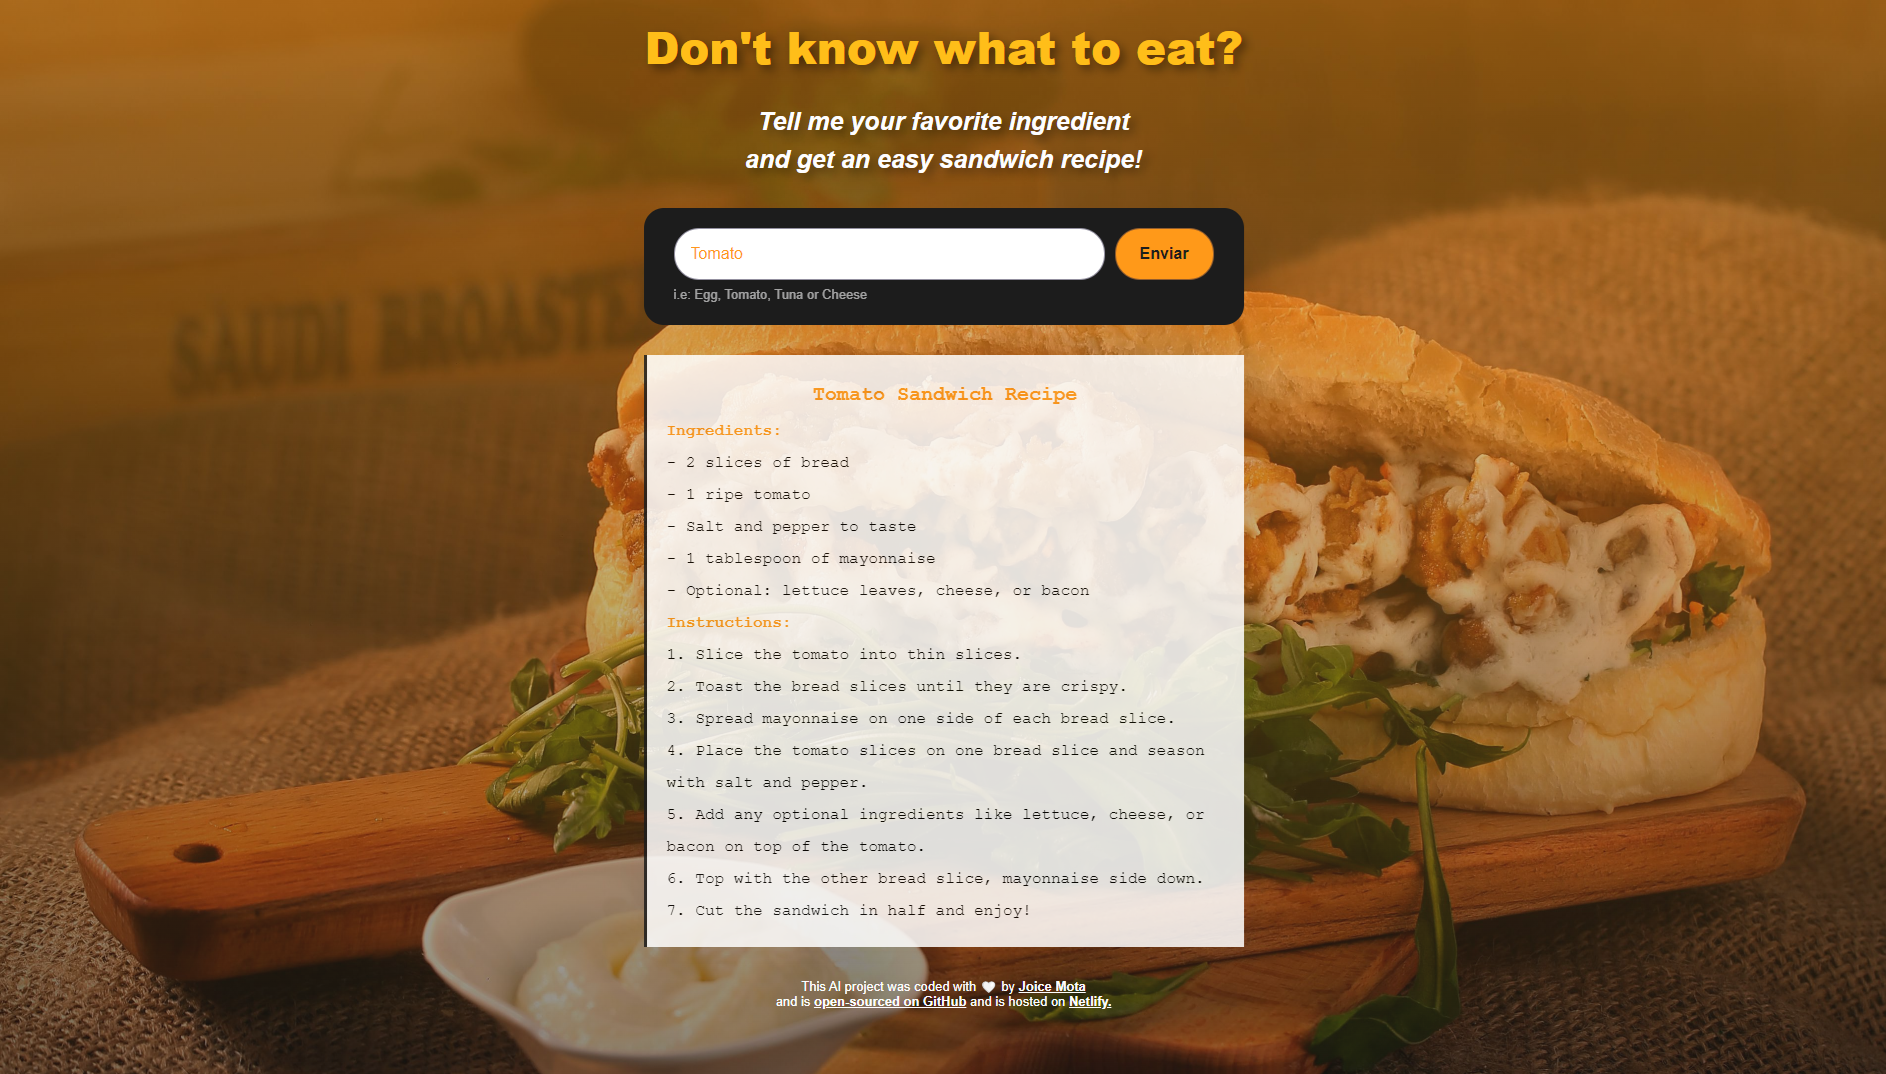 Don't know what to eat?
Tell me your favorite ingredient
and get an easy sandwich recipe!
Tomato
Enviar
i.e: Egg, Tomato, Tuna or Cheese
SAUDI BROASTE
Tomato Sandwich Recipe
Ingredients:
- 2 slices of bread
- 1 ripe tomato
- Salt and pepper to taste
- 1 tablespoon of mayonnaise
- Optional: lettuce leaves, cheese, or bacon
Instructions:
1. Slice the tomato into thin slices.
2. Toast the bread slices until they are crispy.
3. Spread mayonnaise on one side of each bread slice.
4. Place the tomato slices on one bread slice and season
with salt and pepper.
5. Add any optional ingredients like lettuce, cheese, or
bacon on top of the tomato.
6. Top with the other bread slice, mayonnaise side down.
7. Cut the sandwich in half and enjoy!
This AI project was coded with 🤍 by Joice Mota
and is open-sourced on GitHub and is hosted on Netlify.